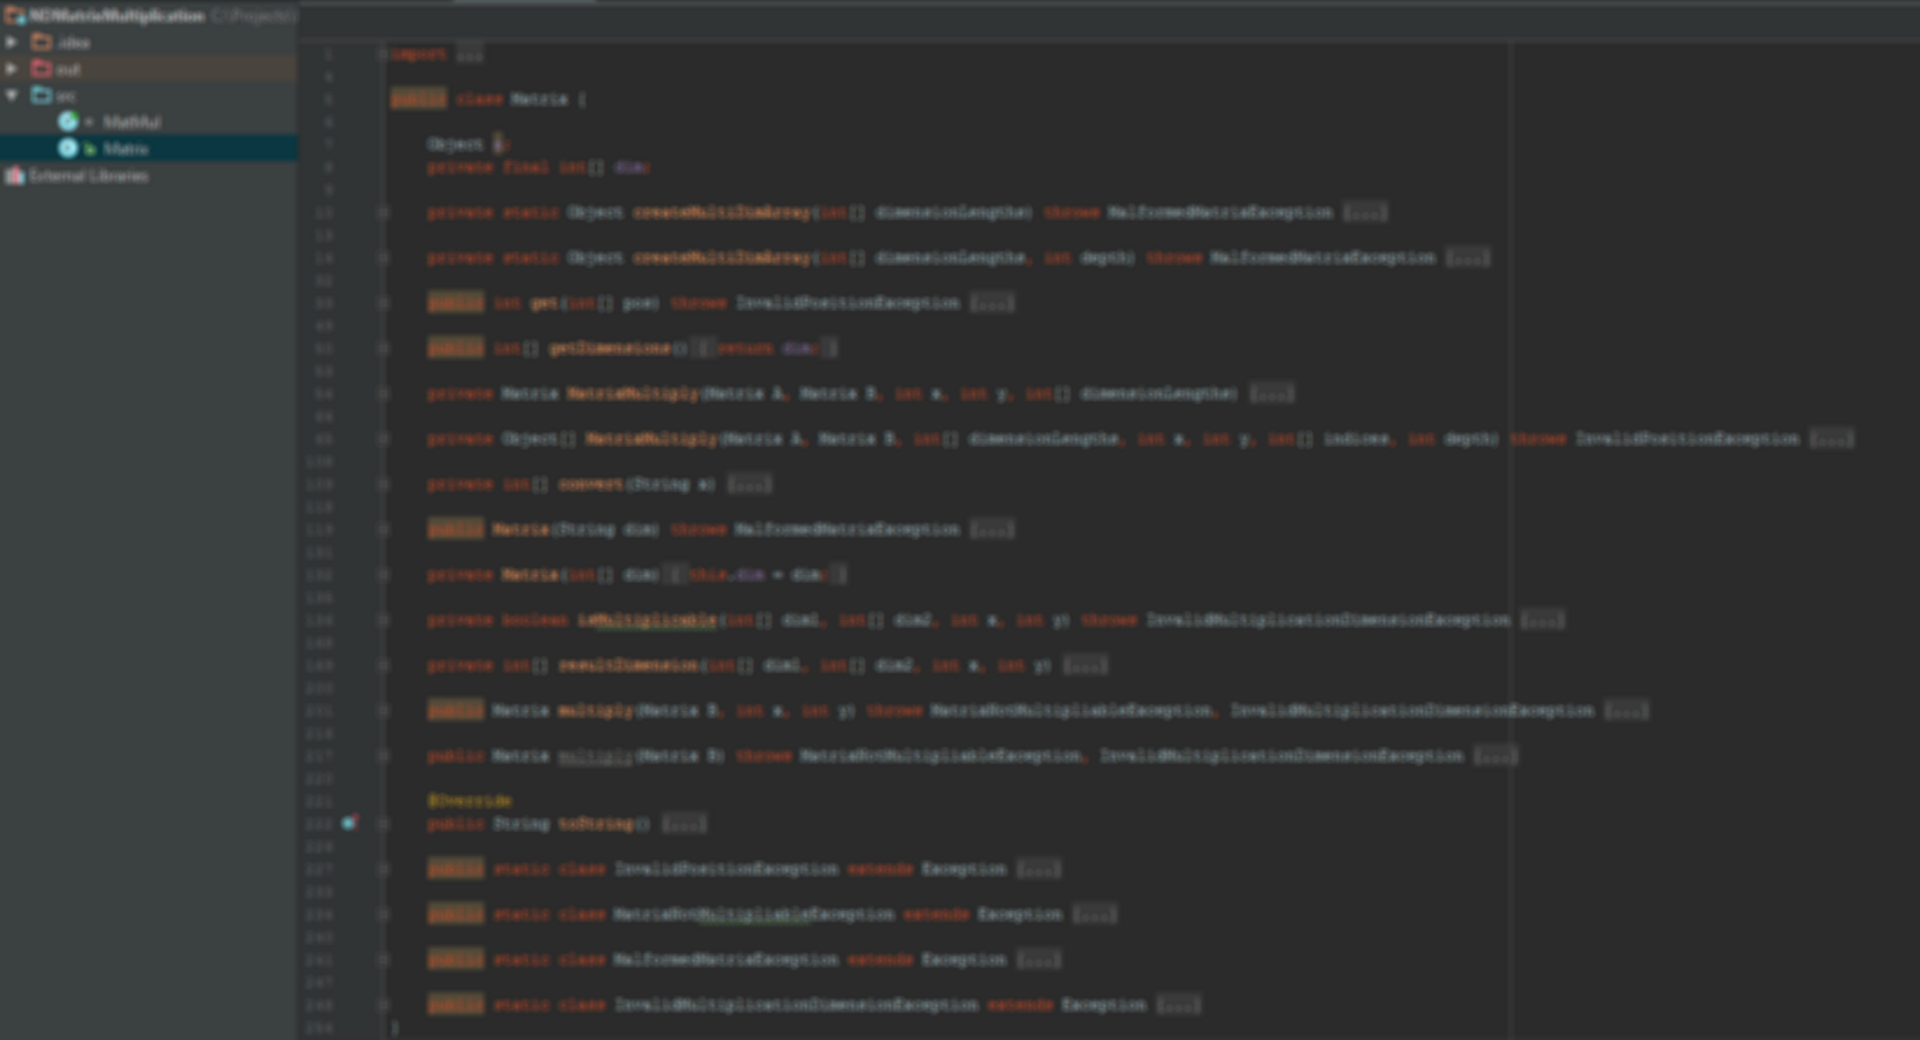 NDMatrixMultiplication C:\Projects\
.idea
out
src
MatMul
Matrix
External Libraries
import ...
public class Matrix {
Object
private final int[] dim;
private static Object createMultiDimArray(int[] dimensionLengths) throws MalformedMatrixException {...}
private static Object createMultiDimArray(int[] dimensionLengths, int depth) throws MalformedMatrixException {...}
public int get(int[] pos) throws InvalidPositionException {...}
public int[] getDimensions() { return dim; }
private Matrix MatrixMultiply(Matrix A, Matrix B, int x, int y, int[] dimensionLengths) {...}
private Object[] MatrixMultiply(Matrix A, Matrix B, int[] dimensionLengths, int x, int y, int[] indices, int depth) throws InvalidPositionException {...}
private int[] convert(String s) {...}
public Matrix(String dim) throws MalformedMatrixException {...}
private Matrix(int[] dim) { this.dim = dim; }
private boolean isMultiplicable(int[] dim1, int[] dim2, int x, int y) throws InvalidMultiplicationDimensionException {...}
private int[] resultDimension(int[] dim1, int[] dim2, int x, int y) {...}
public Matrix multiply(Matrix B, int x, int y) throws MatrixNotMultipliableException, InvalidMultiplicationDimensionException {...}
public Matrix multiply(Matrix B) throws MatrixNotMultipliableException, InvalidMultiplicationDimensionException {...}
@Override
public String toString() {...}
public static class InvalidPositionException extends Exception {...}
public static class MatrixNotMultipliableException extends Exception {...}
public static class MalformedMatrixException extends Exception {...}
public static class InvalidMultiplicationDimensionException extends Exception {...}
}